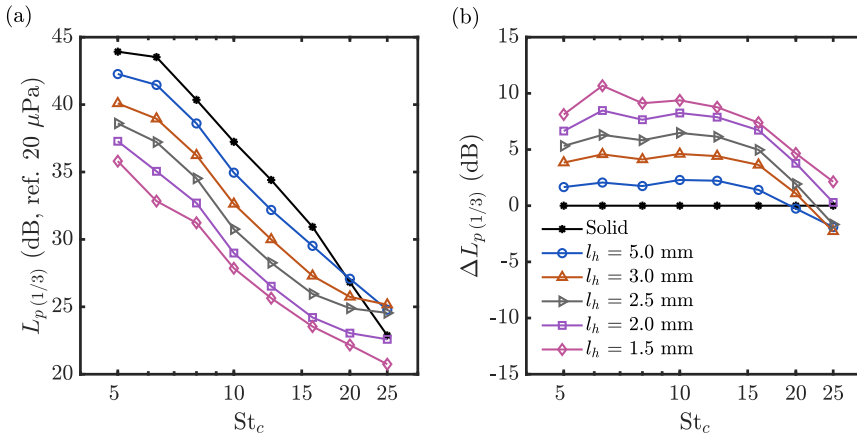 (a)
45
40
35
30
25
20
L_{p (1/3)} (dB, ref. 20 μPa)
5
10
15
20
25
St_c
(b)
15
10
5
0
-5
-10
-15
ΔL_{p (1/3)} (dB)
Solid
l_h = 5.0 mm
l_h = 3.0 mm
l_h = 2.5 mm
l_h = 2.0 mm
l_h = 1.5 mm
5
10
15
20
25
St_c